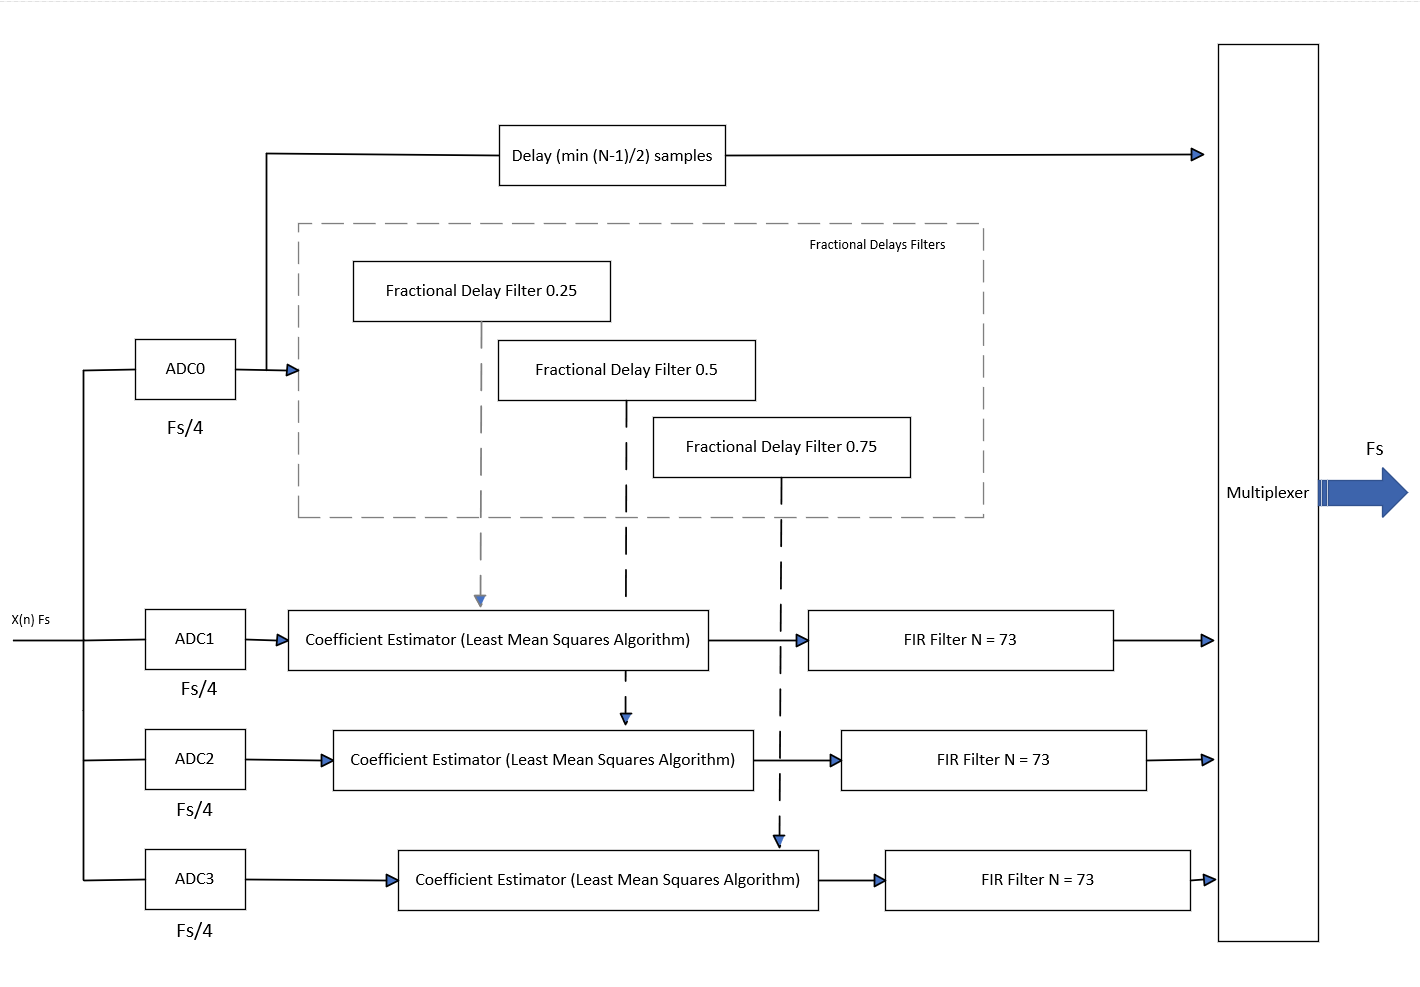 Delay (min (N-1)/2) samples
Fractional Delays Filters
Fractional Delay Filter 0.25
Fractional Delay Filter 0.5
ADC0
Fs/4
Fractional Delay Filter 0.75
Fs
Multiplexer
X(n) Fs
ADC1
Coefficient Estimator (Least Mean Squares Algorithm)
FIR Filter N = 73
Fs/4
ADC2
Coefficient Estimator (Least Mean Squares Algorithm)
FIR Filter N = 73
Fs/4
ADC3
Coefficient Estimator (Least Mean Squares Algorithm)
FIR Filter N = 73
Fs/4